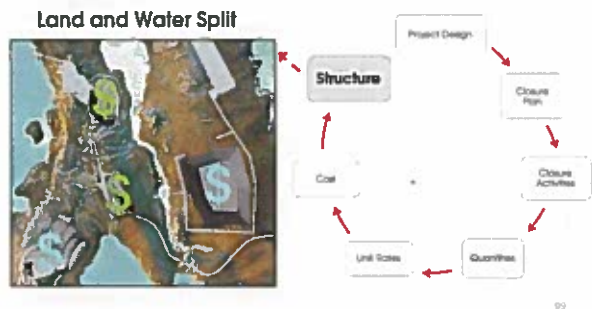 Land and Water Split
Project Design
Structure
Closure
Plan
Closure
Activities
Cost
Unit Rates
Quantities
$
$
$
$